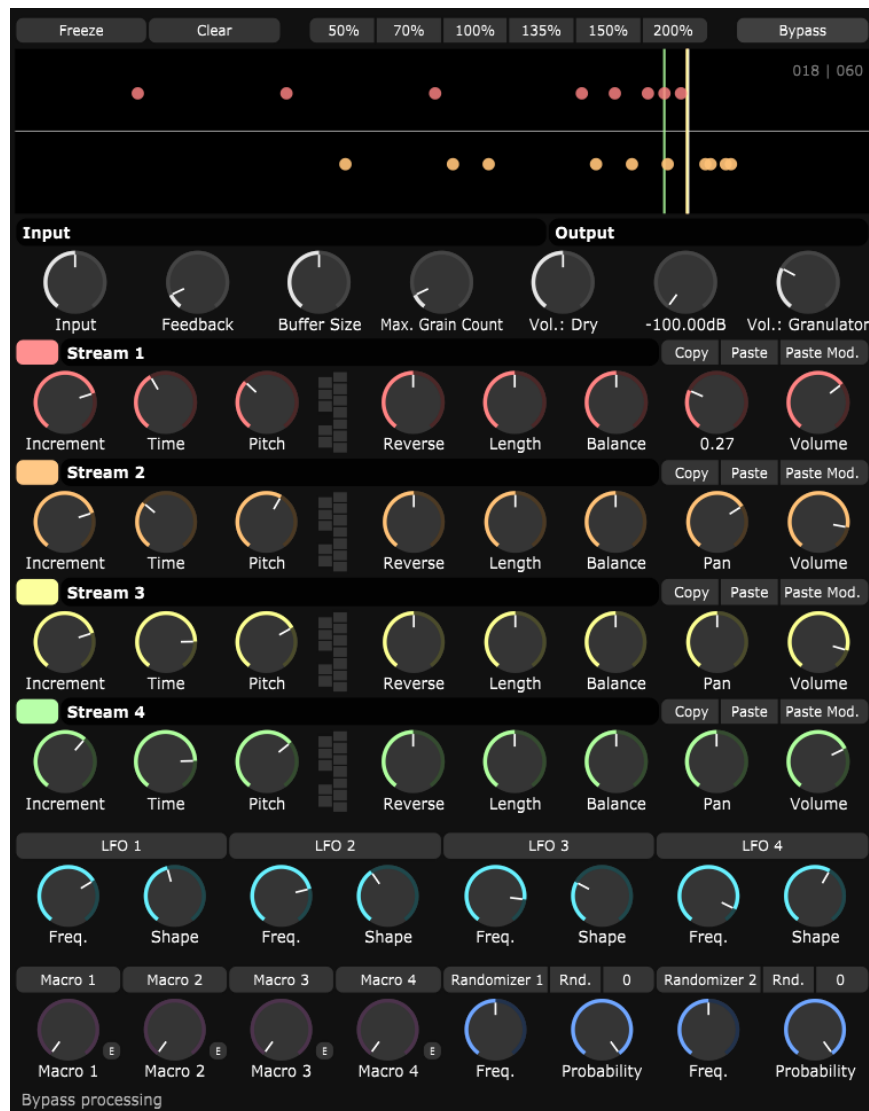 Freeze Clear 50% 70% 100% 135% 150% 200% Bypass
018 | 060
Input Output
Input Feedback Buffer Size Max. Grain Count Vol.: Dry -100.00dB Vol.: Granulator
Stream 1 Copy Paste Paste Mod.
Increment Time Pitch Reverse Length Balance 0.27 Volume
Stream 2 Copy Paste Paste Mod.
Increment Time Pitch Reverse Length Balance Pan Volume
Stream 3 Copy Paste Paste Mod.
Increment Time Pitch Reverse Length Balance Pan Volume
Stream 4 Copy Paste Paste Mod.
Increment Time Pitch Reverse Length Balance Pan Volume
LFO 1 LFO 2 LFO 3 LFO 4
Freq. Shape Freq. Shape Freq. Shape Freq. Shape
Macro 1 Macro 2 Macro 3 Macro 4 Randomizer 1 Rnd. 0 Randomizer 2 Rnd. 0
E E E E
Macro 1 Macro 2 Macro 3 Macro 4 Freq. Probability Freq. Probability
Bypass processing